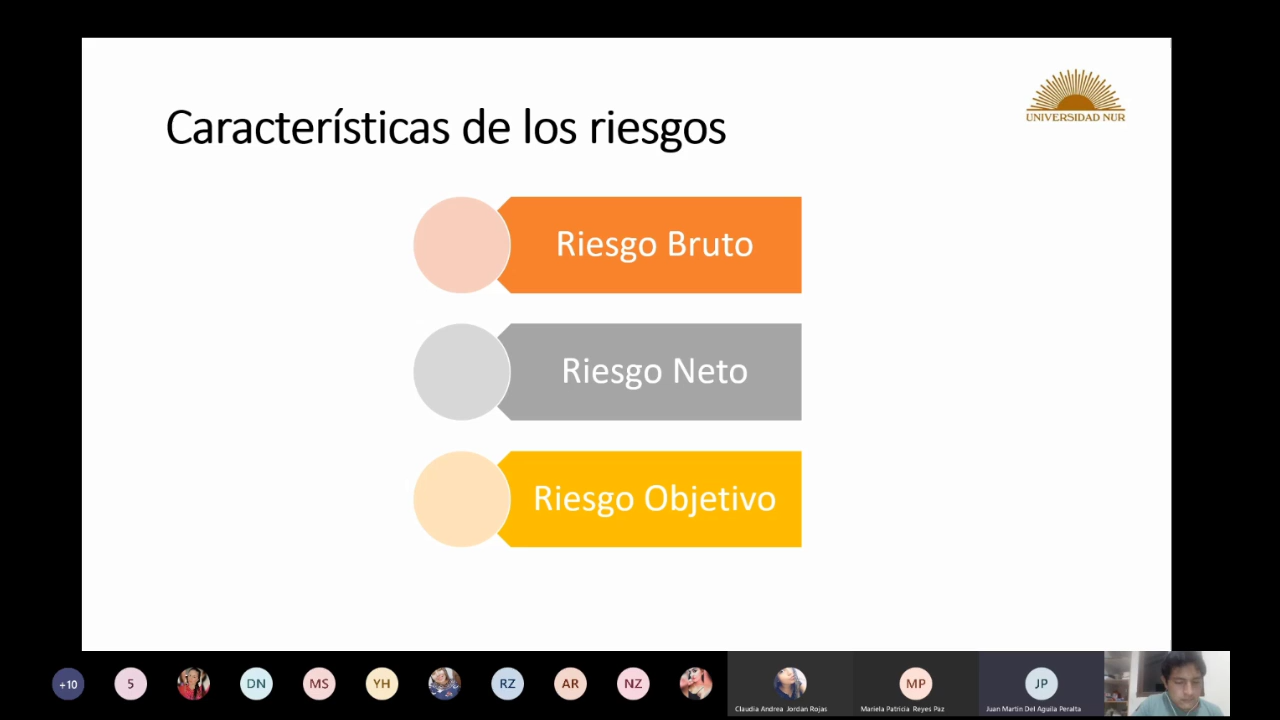 Características de los riesgos
UNIVERSIDAD NUR
Riesgo Bruto
Riesgo Neto
Riesgo Objetivo
+10
5
DN
MS
YH
RZ
AR
NZ
MP
JP
Claudia Andrea Jordan Rojas
Mariela Patricia Reyes Paz
Juan Martin Del Aguila Peralta